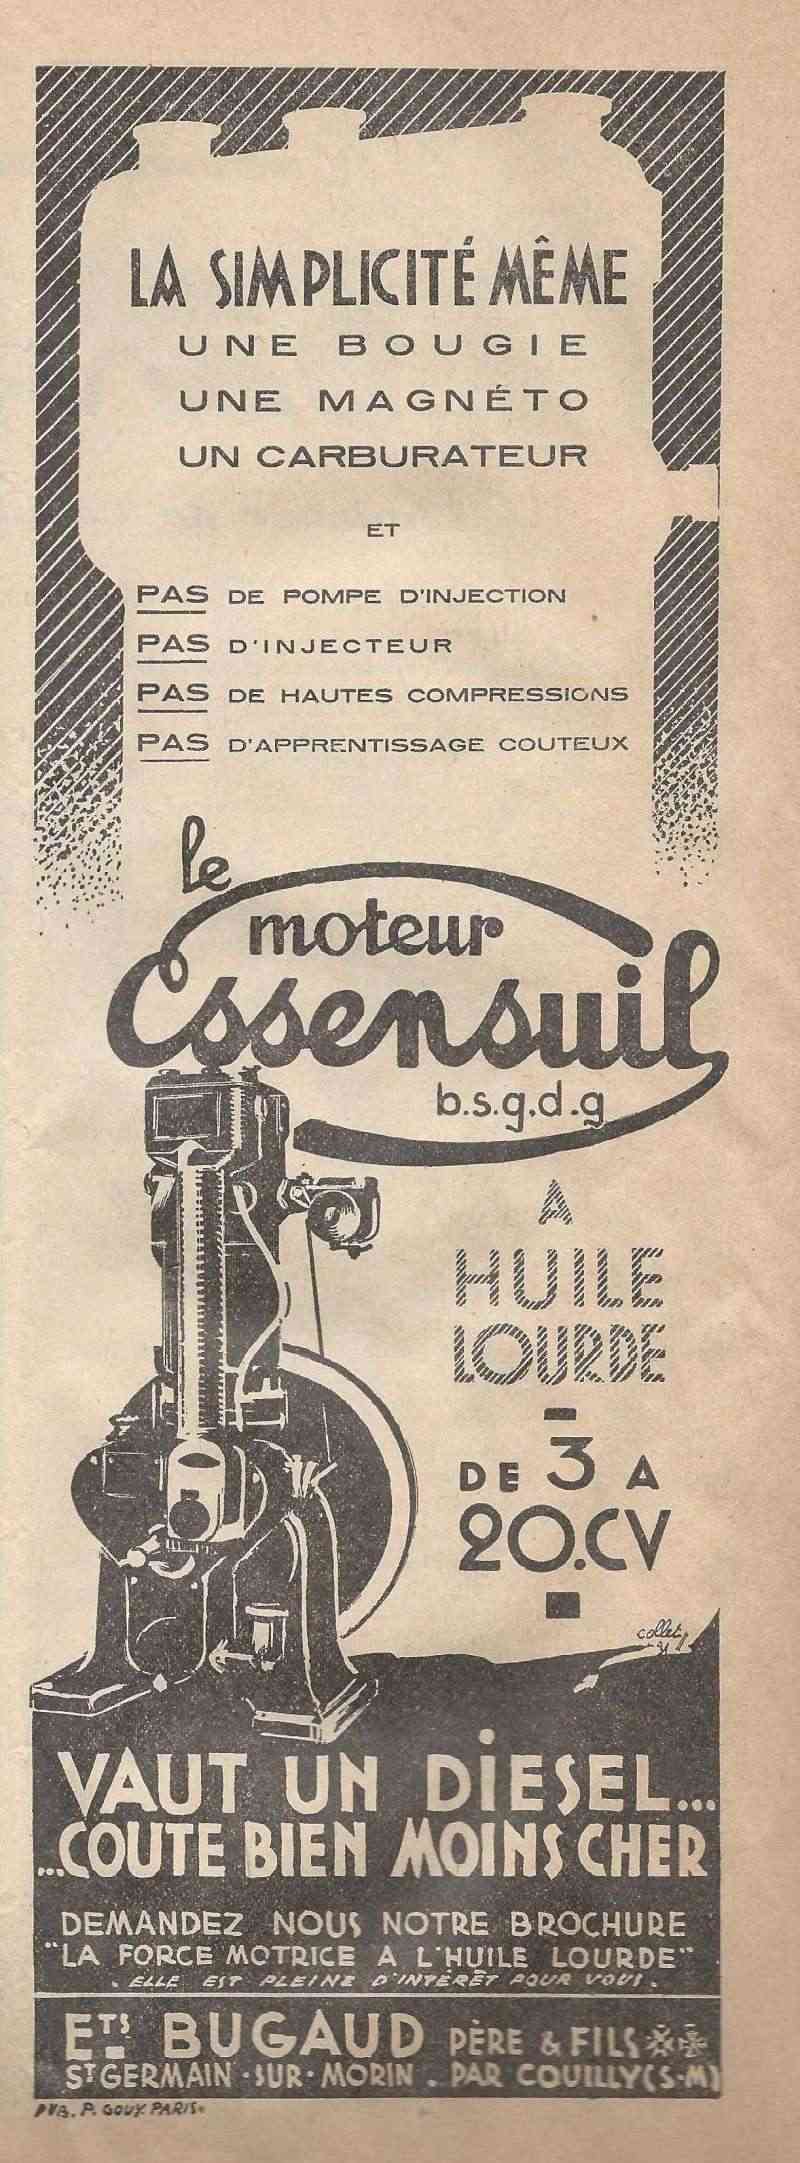 LA SIMPLICITÉ MÊME
UNE BOUGIE
UNE MAGNÉTO
UN CARBURATEUR
ET
PAS DE POMPE D'INJECTION
PAS D'INJECTEUR
PAS DE HAUTES COMPRESSIONS
PAS D'APPRENTISSAGE COUTEUX
le
moteur
Essensuil
b.s.g.d.g
A
HUILE
LOURDE
DE 3 A
20.CV
collet
31
VAUT UN DIESEL...
...COUTE BIEN MOINS CHER
DEMANDEZ NOUS NOTRE BROCHURE
"LA FORCE MOTRICE A L'HUILE LOURDE"
. ELLE EST PLEINE D'INTÉRÊT POUR VOUS.
ETS BUGAUD PÈRE & FILS
ST GERMAIN·SUR·MORIN. PAR COUILLY(S-M)
PUB. P. GOUY. PARIS.